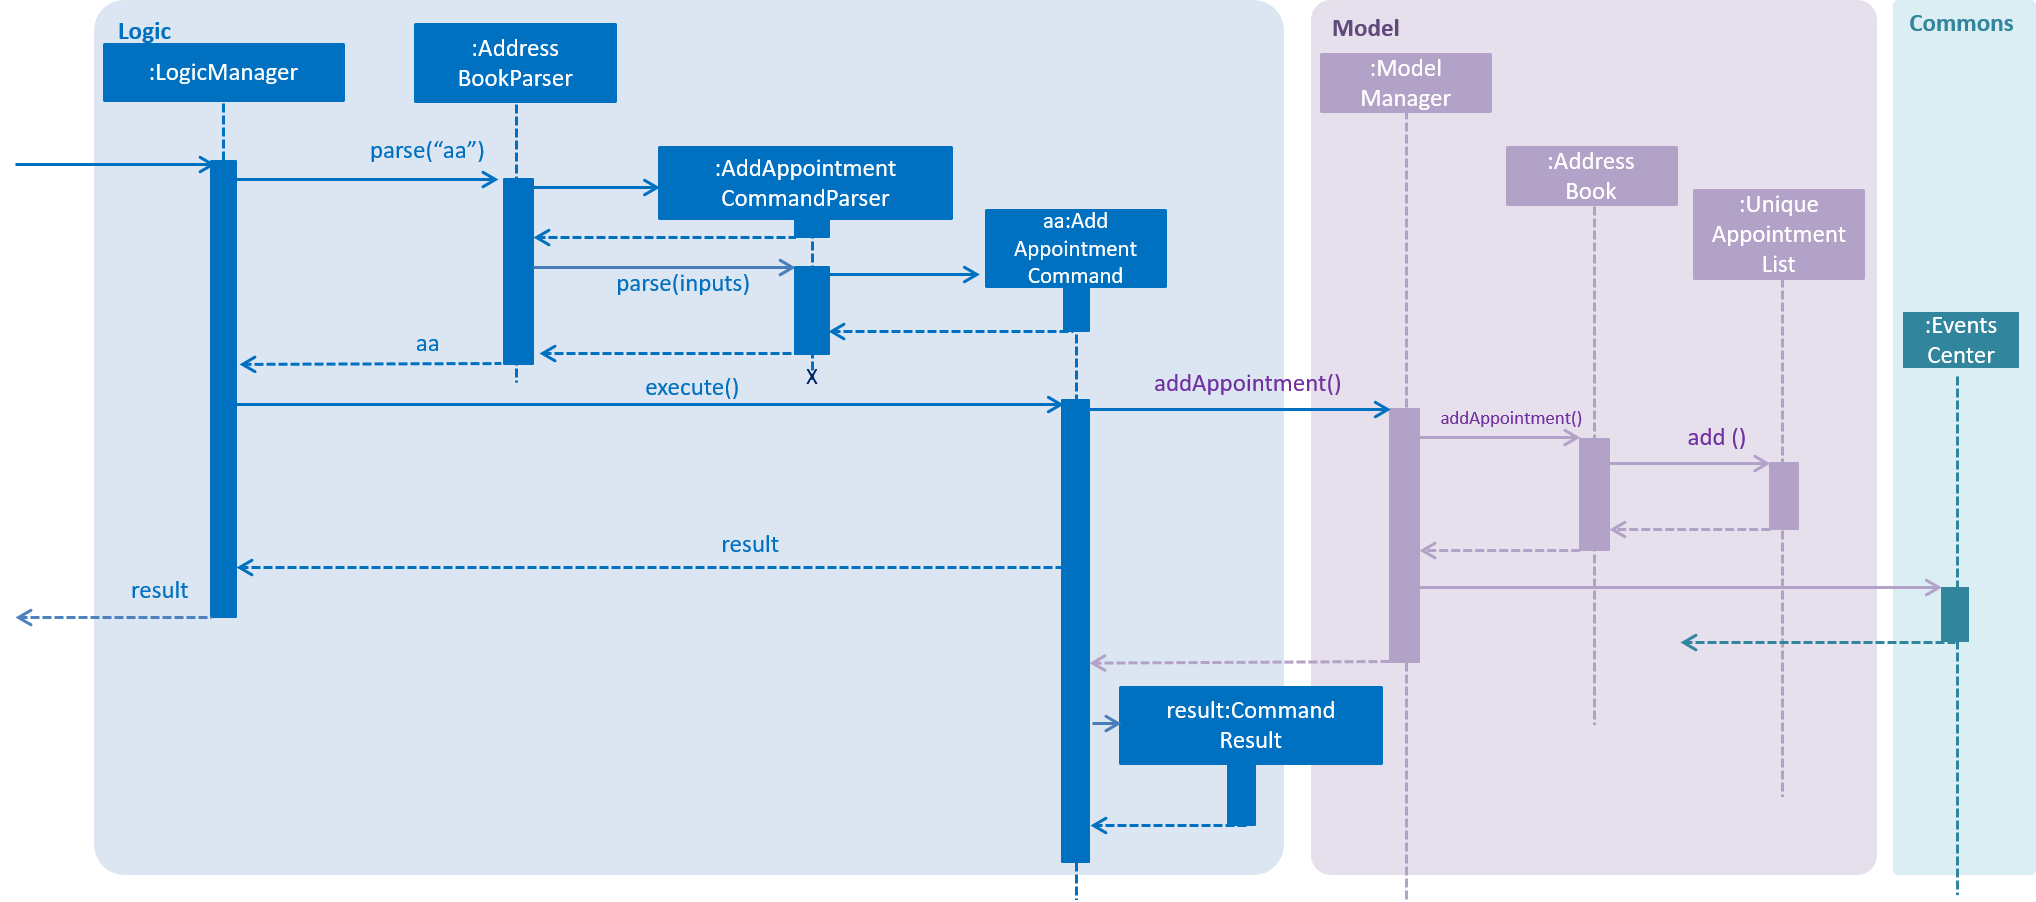 Logic
Model
Commons
:LogicManager
:Address
BookParser
:Model
Manager
parse(“aa”)
:AddAppointment
CommandParser
:Address
Book
aa:Add
Appointment
Command
:Unique
Appointment
List
parse(inputs)
:Events
Center
aa
execute()
addAppointment()
addAppointment()
add ()
result
result
result:Command
Result
X